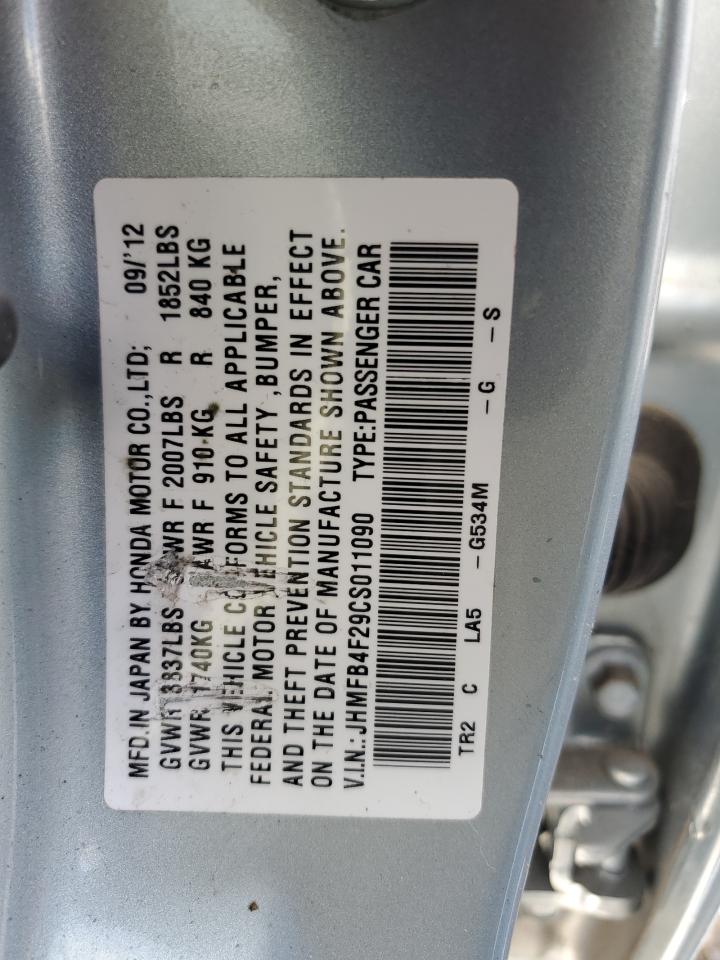 MFD.IN JAPAN BY HONDA MOTOR CO.,LTD; 09/'12
GVWR 3837LBS GAWR F 2007LBS R 1852LBS
GVWR 1740KG GAWR F 910 KG R 840 KG
THIS VEHICLE CONFORMS TO ALL APPLICABLE
FEDERAL MOTOR VEHICLE SAFETY ,BUMPER,
AND THEFT PREVENTION STANDARDS IN EFFECT
ON THE DATE OF MANUFACTURE SHOWN ABOVE.
V.I.N.:JHMFB4F29CS011090 TYPE:PASSENGER CAR
TR2 C LA5 -G534M -G -S